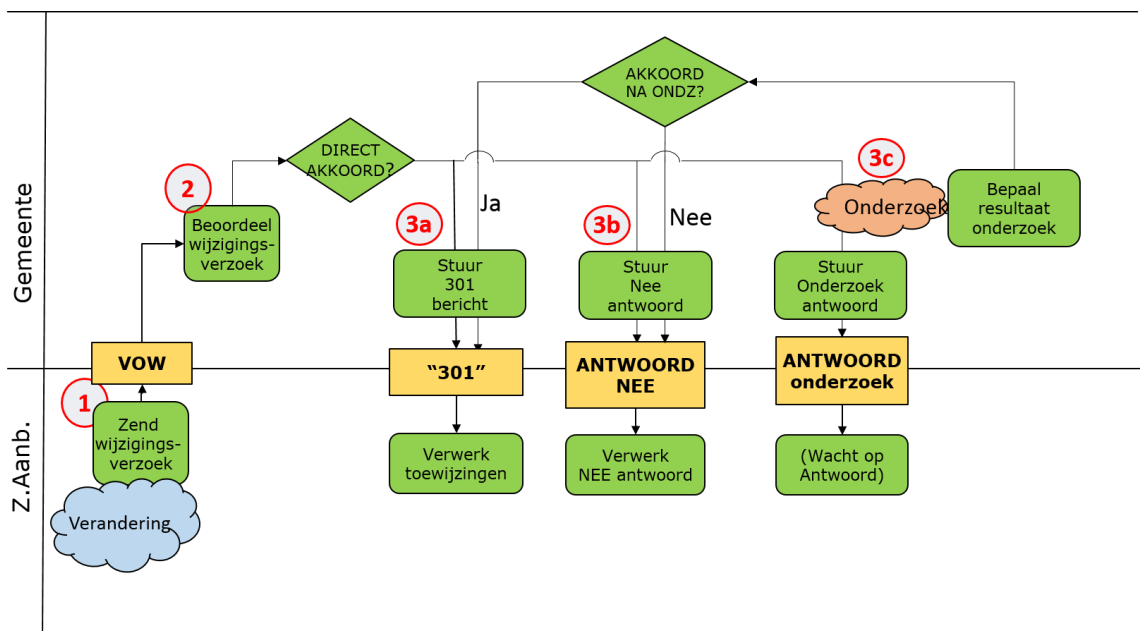 Gemeente
Z.Aanb.
AKKOORD
NA ONDZ?
DIRECT
AKKOORD?
2
Beoordeel
wijzigings-
verzoek
3a
Ja
3b
Nee
3c
Onderzoek
Bepaal
resultaat
onderzoek
Stuur
301
bericht
Stuur
Nee
antwoord
Stuur
Onderzoek
antwoord
VOW
“301”
ANTWOORD
NEE
ANTWOORD
onderzoek
1
Zend
wijzigings-
verzoek
Verwerk
toewijzingen
Verwerk
NEE antwoord
(Wacht op
Antwoord)
Verandering